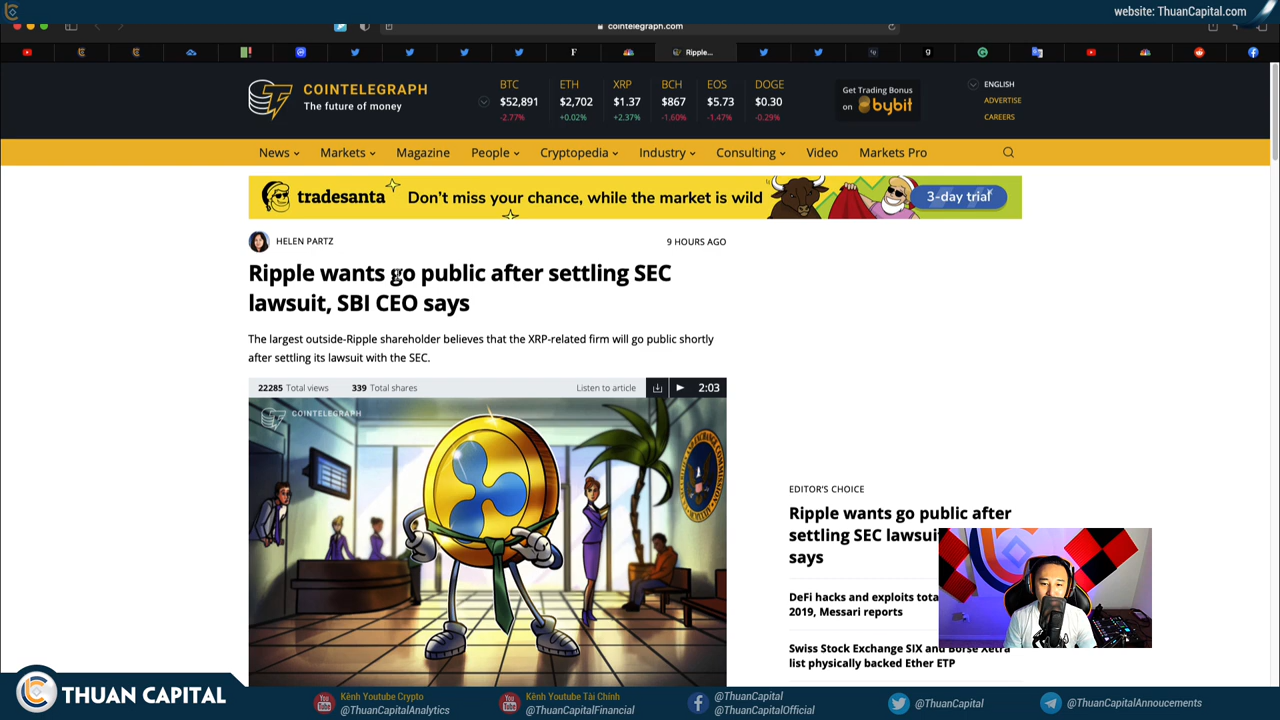 website: ThuanCapital.com
cointelegraph.com
Ripple...
COINTELEGRAPH
The future of money
BTC ETH XRP BCH EOS DOGE
$52,891 $2,702 $1.37 $867 $5.73 $0.30
-2.77% +0.02% +2.37% -1.60% -1.47% -0.29%
Get Trading Bonus
on bybit
ENGLISH
ADVERTISE
CAREERS
News Markets Magazine People Cryptopedia Industry Consulting Video Markets Pro
tradesanta Don't miss your chance, while the market is wild 3-day trial
HELEN PARTZ 9 HOURS AGO
Ripple wants go public after settling SEC
lawsuit, SBI CEO says
The largest outside-Ripple shareholder believes that the XRP-related firm will go public shortly
after settling its lawsuit with the SEC.
22285 Total views 339 Total shares Listen to article 2:03
COINTELEGRAPH
EDITOR'S CHOICE
Ripple wants go public after
settling SEC lawsuit
says
DeFi hacks and exploits tota
2019, Messari reports
Swiss Stock Exchange SIX and Börse Xetra
list physically backed Ether ETP
THUAN CAPITAL
Kênh Youtube Crypto
@ThuanCapitalAnalytics
Kênh Youtube Tài Chính
@ThuanCapitalFinancial
@ThuanCapital
@ThuanCapitalOfficial
@ThuanCapital
@ThuanCapitalAnnoucements